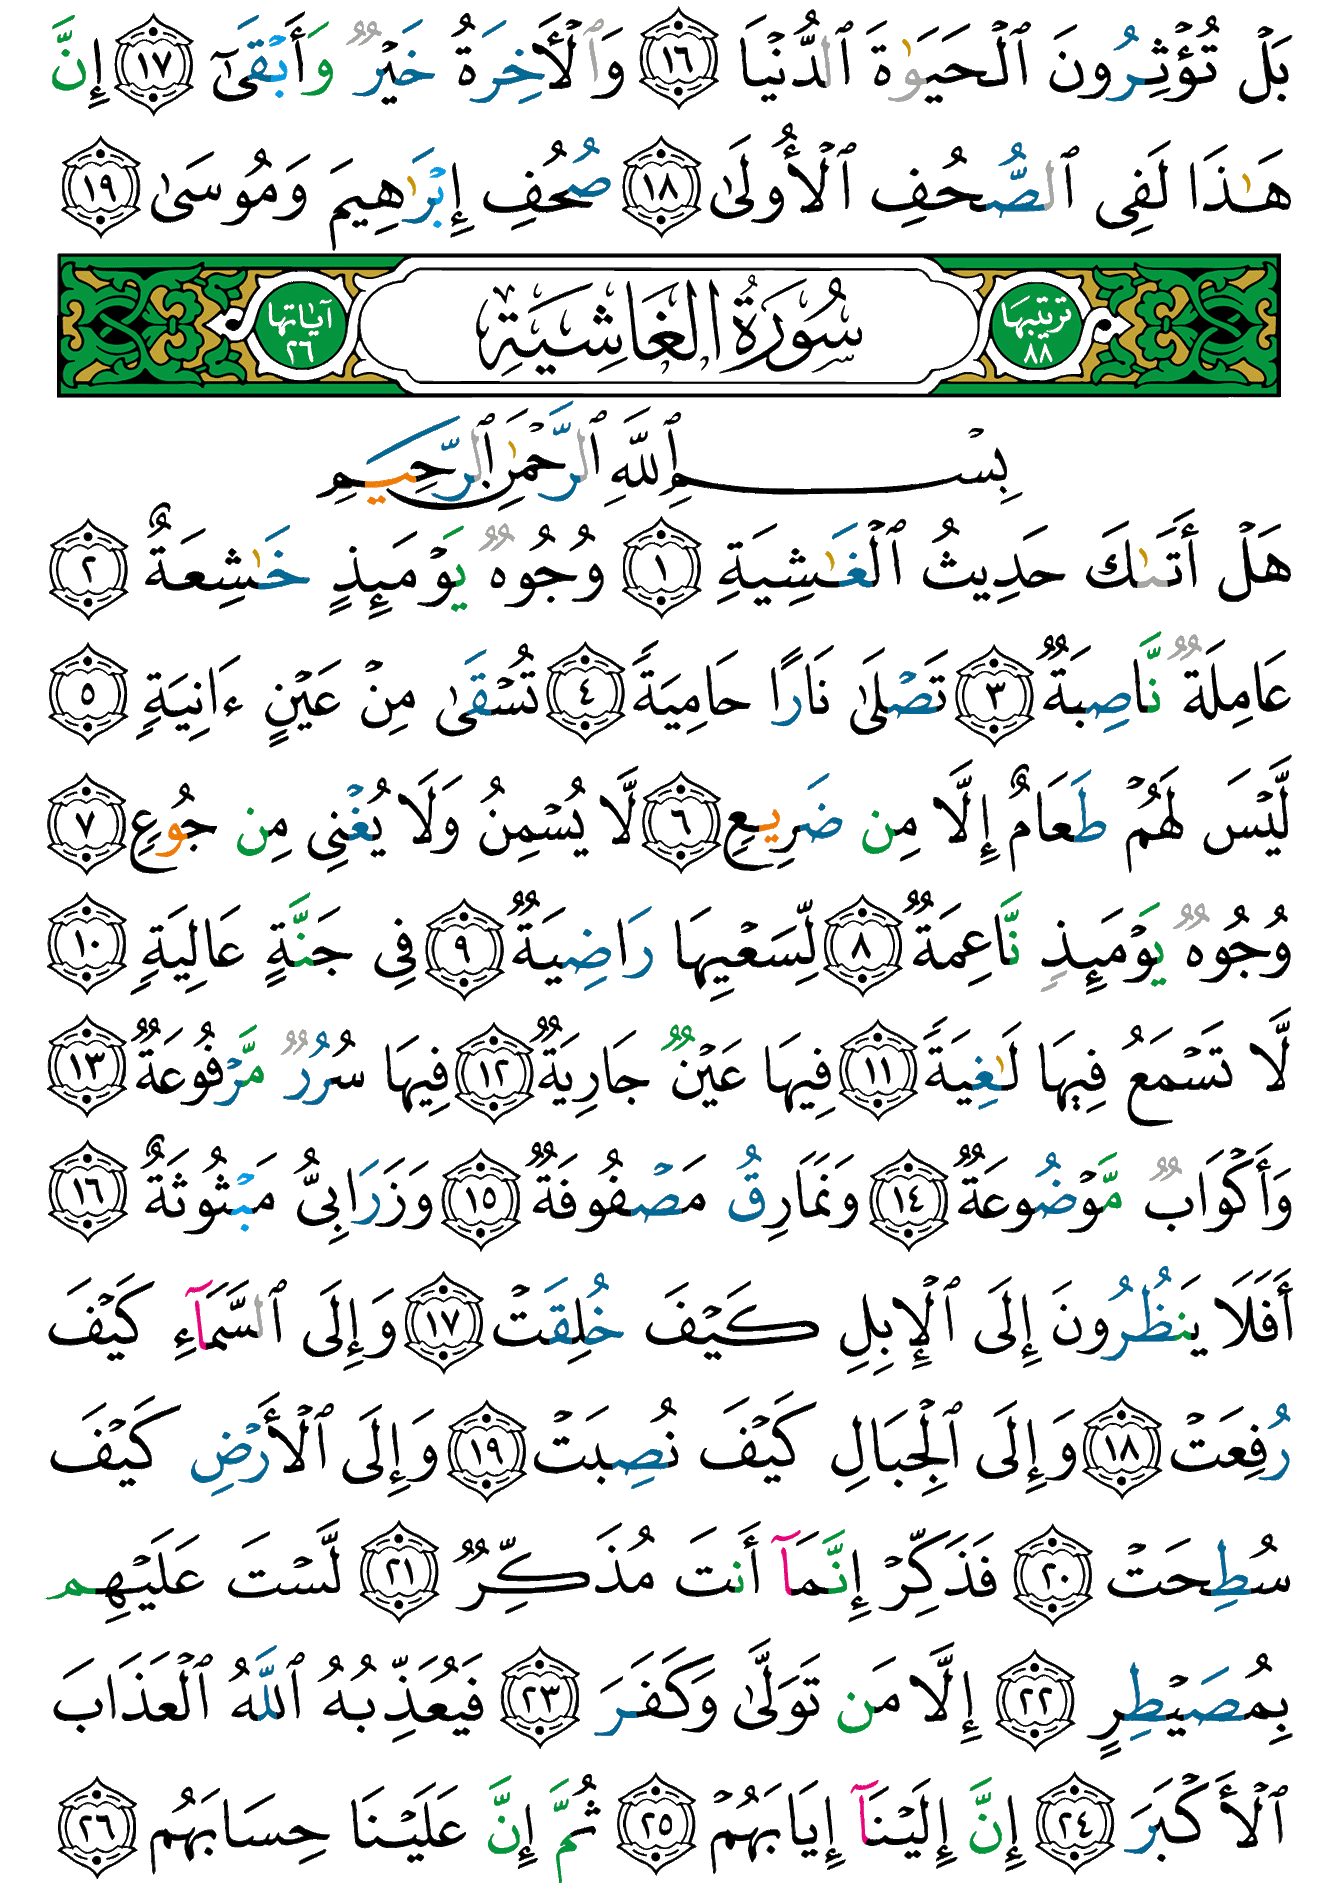 بَلْ تُؤْثِرُونَ ٱلْحَيَوٰةَ ٱلدُّنْيَا ١٦ وَٱلْأَخِرَةُ خَيْرٌ وَأَبْقَىٰٓ ١٧ إِنَّ
هَـٰذَا لَفِى ٱلصُّحُفِ ٱلْأُولَىٰ ١٨ صُحُفِ إِبْرَٰهِيمَ وَمُوسَىٰ ١٩
ترتيبها ٨٨ سُورَةُ الغَاشِيَةِ آياتها ٢٦
بِسْمِ ٱللَّهِ ٱلرَّحْمَـٰنِ ٱلرَّحِيمِ
هَلْ أَتَىٰكَ حَدِيثُ ٱلْغَـٰشِيَةِ ١ وُجُوهٌ يَوْمَئِذٍ خَـٰشِعَةٌ ٢
عَامِلَةٌ نَّاصِبَةٌ ٣ تَصْلَىٰ نَارًا حَامِيَةً ٤ تُسْقَىٰ مِنْ عَيْنٍ ءَانِيَةٍ ٥
لَّيْسَ لَهُمْ طَعَامٌ إِلَّا مِن ضَرِيعٍ ٦ لَّا يُسْمِنُ وَلَا يُغْنِى مِن جُوعٍ ٧
وُجُوهٌ يَوْمَئِذٍ نَّاعِمَةٌ ٨ لِّسَعْيِهَا رَاضِيَةٌ ٩ فِى جَنَّةٍ عَالِيَةٍ ١٠
لَّا تَسْمَعُ فِيهَا لَـٰغِيَةً ١١ فِيهَا عَيْنٌ جَارِيَةٌ ١٢ فِيهَا سُرُرٌ مَّرْفُوعَةٌ ١٣
وَأَكْوَابٌ مَّوْضُوعَةٌ ١٤ وَنَمَارِقُ مَصْفُوفَةٌ ١٥ وَزَرَابِىُّ مَبْثُوثَةٌ ١٦
أَفَلَا يَنظُرُونَ إِلَى ٱلْإِبِلِ كَيْفَ خُلِقَتْ ١٧ وَإِلَى ٱلسَّمَآءِ كَيْفَ
رُفِعَتْ ١٨ وَإِلَى ٱلْجِبَالِ كَيْفَ نُصِبَتْ ١٩ وَإِلَى ٱلْأَرْضِ كَيْفَ
سُطِحَتْ ٢٠ فَذَكِّرْ إِنَّمَآ أَنتَ مُذَكِّرٌ ٢١ لَّسْتَ عَلَيْهِم
بِمُصَيْطِرٍ ٢٢ إِلَّا مَن تَوَلَّىٰ وَكَفَرَ ٢٣ فَيُعَذِّبُهُ ٱللَّهُ ٱلْعَذَابَ
ٱلْأَكْبَرَ ٢٤ إِنَّ إِلَيْنَآ إِيَابَهُمْ ٢٥ ثُمَّ إِنَّ عَلَيْنَا حِسَابَهُم ٢٦